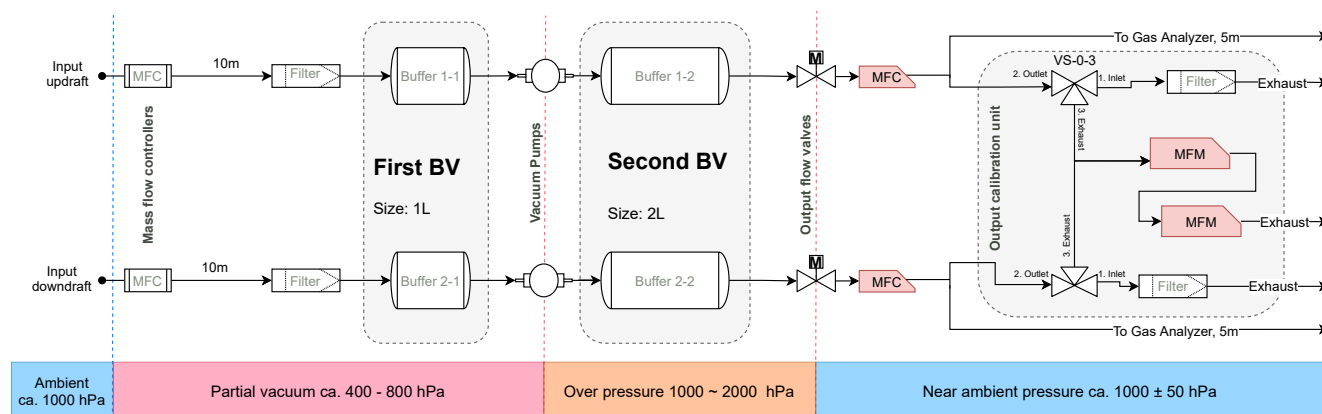 To Gas Analyzer, 5m
VS-0-3
Input
updraft
MFC
10m
Filter
Buffer 1-1
Buffer 1-2
M
MFC
2. Outlet
1. Inlet
Filter
Exhaust
3. Exhaust
Mass flow controllers
First BV
Size: 1L
Vacuum Pumps
Second BV
Size: 2L
Output flow valves
Output calibration unit
MFM
MFM
Exhaust
3. Exhaust
Input
downdraft
MFC
10m
Filter
Buffer 2-1
Buffer 2-2
M
MFC
2. Outlet
1. Inlet
Filter
Exhaust
To Gas Analyzer, 5m
Ambient
ca. 1000 hPa
Partial vacuum ca. 400 - 800 hPa
Over pressure 1000 ~ 2000 hPa
Near ambient pressure ca. 1000 ± 50 hPa